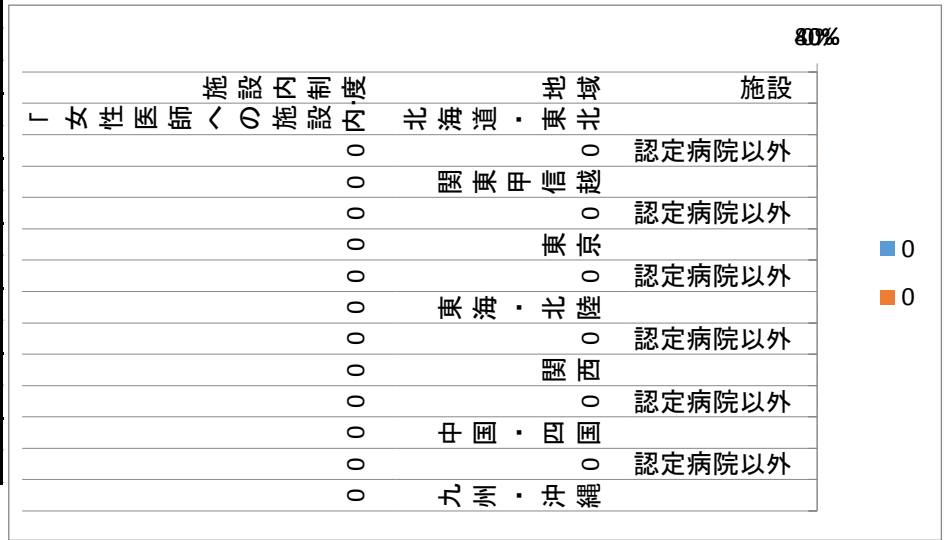 施設内制度 地域 施設
「女性医師への施設内 北海道・東北
0 0 認定病院以外
0 関東甲信越
0 0 認定病院以外
0 東京
0 0 認定病院以外
0 東海・北陸
0 0 認定病院以外
0 関西
0 0 認定病院以外
0 中国・四国
0 0 認定病院以外
0 九州・沖縄
0
0